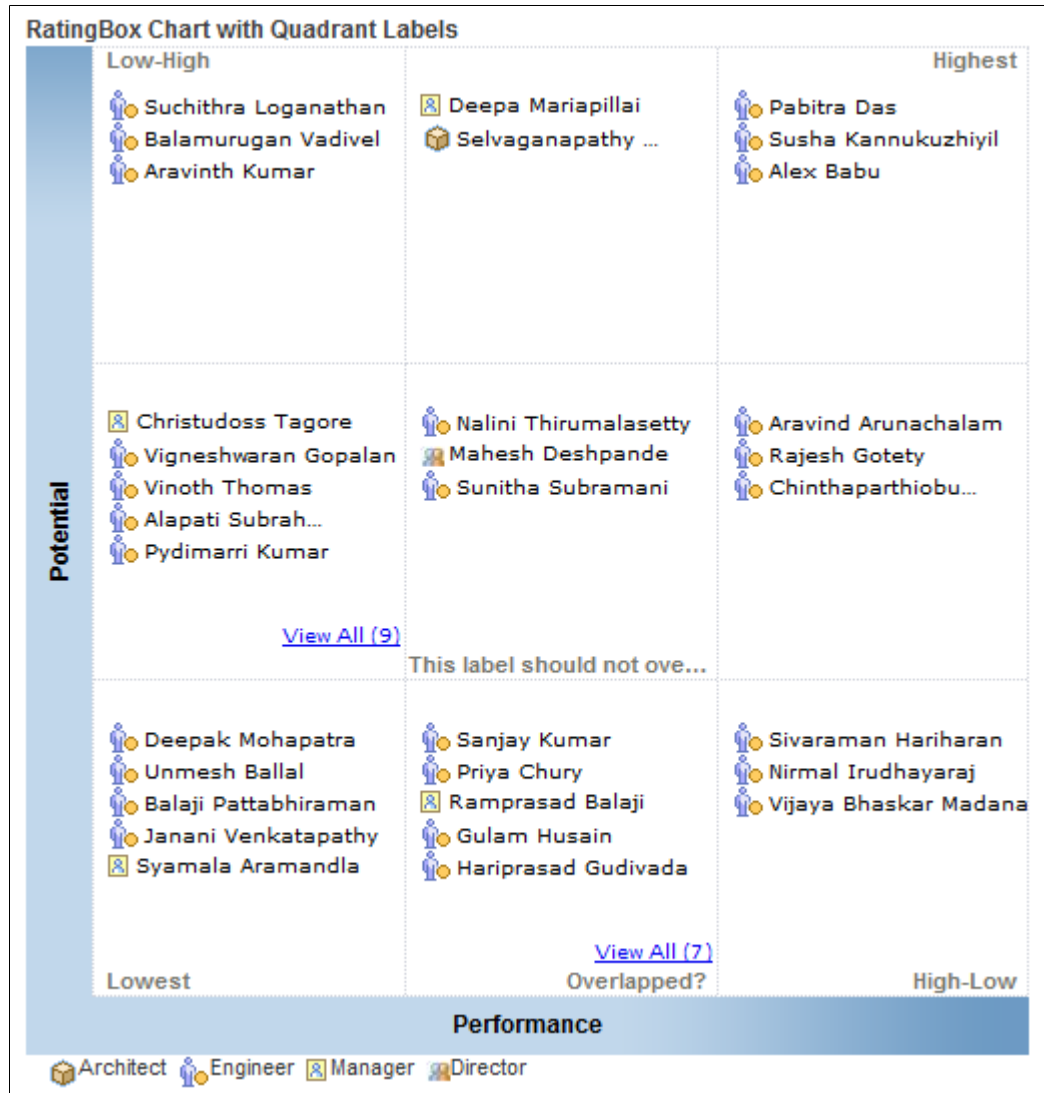 RatingBox Chart with Quadrant Labels
Low-High
Highest
Suchithra Loganathan
Balamurugan Vadivel
Aravinth Kumar
Deepa Mariapillai
Selvaganapathy ...
Pabitra Das
Susha Kannukuzhiyil
Alex Babu
Potential
Christudoss Tagore
Vigneshwaran Gopalan
Vinoth Thomas
Alapati Subrah...
Pydimarri Kumar
View All (9)
Nalini Thirumalasetty
Mahesh Deshpande
Sunitha Subramani
This label should not ove...
Aravind Arunachalam
Rajesh Gotety
Chinthaparthiobu...
Deepak Mohapatra
Unmesh Ballal
Balaji Pattabhiraman
Janani Venkatapathy
Syamala Aramandla
Lowest
Sanjay Kumar
Priya Chury
Ramprasad Balaji
Gulam Husain
Hariprasad Gudivada
View All (7)
Overlapped?
Sivaraman Hariharan
Nirmal Irudhayaraj
Vijaya Bhaskar Madana
High-Low
Performance
Architect Engineer Manager Director